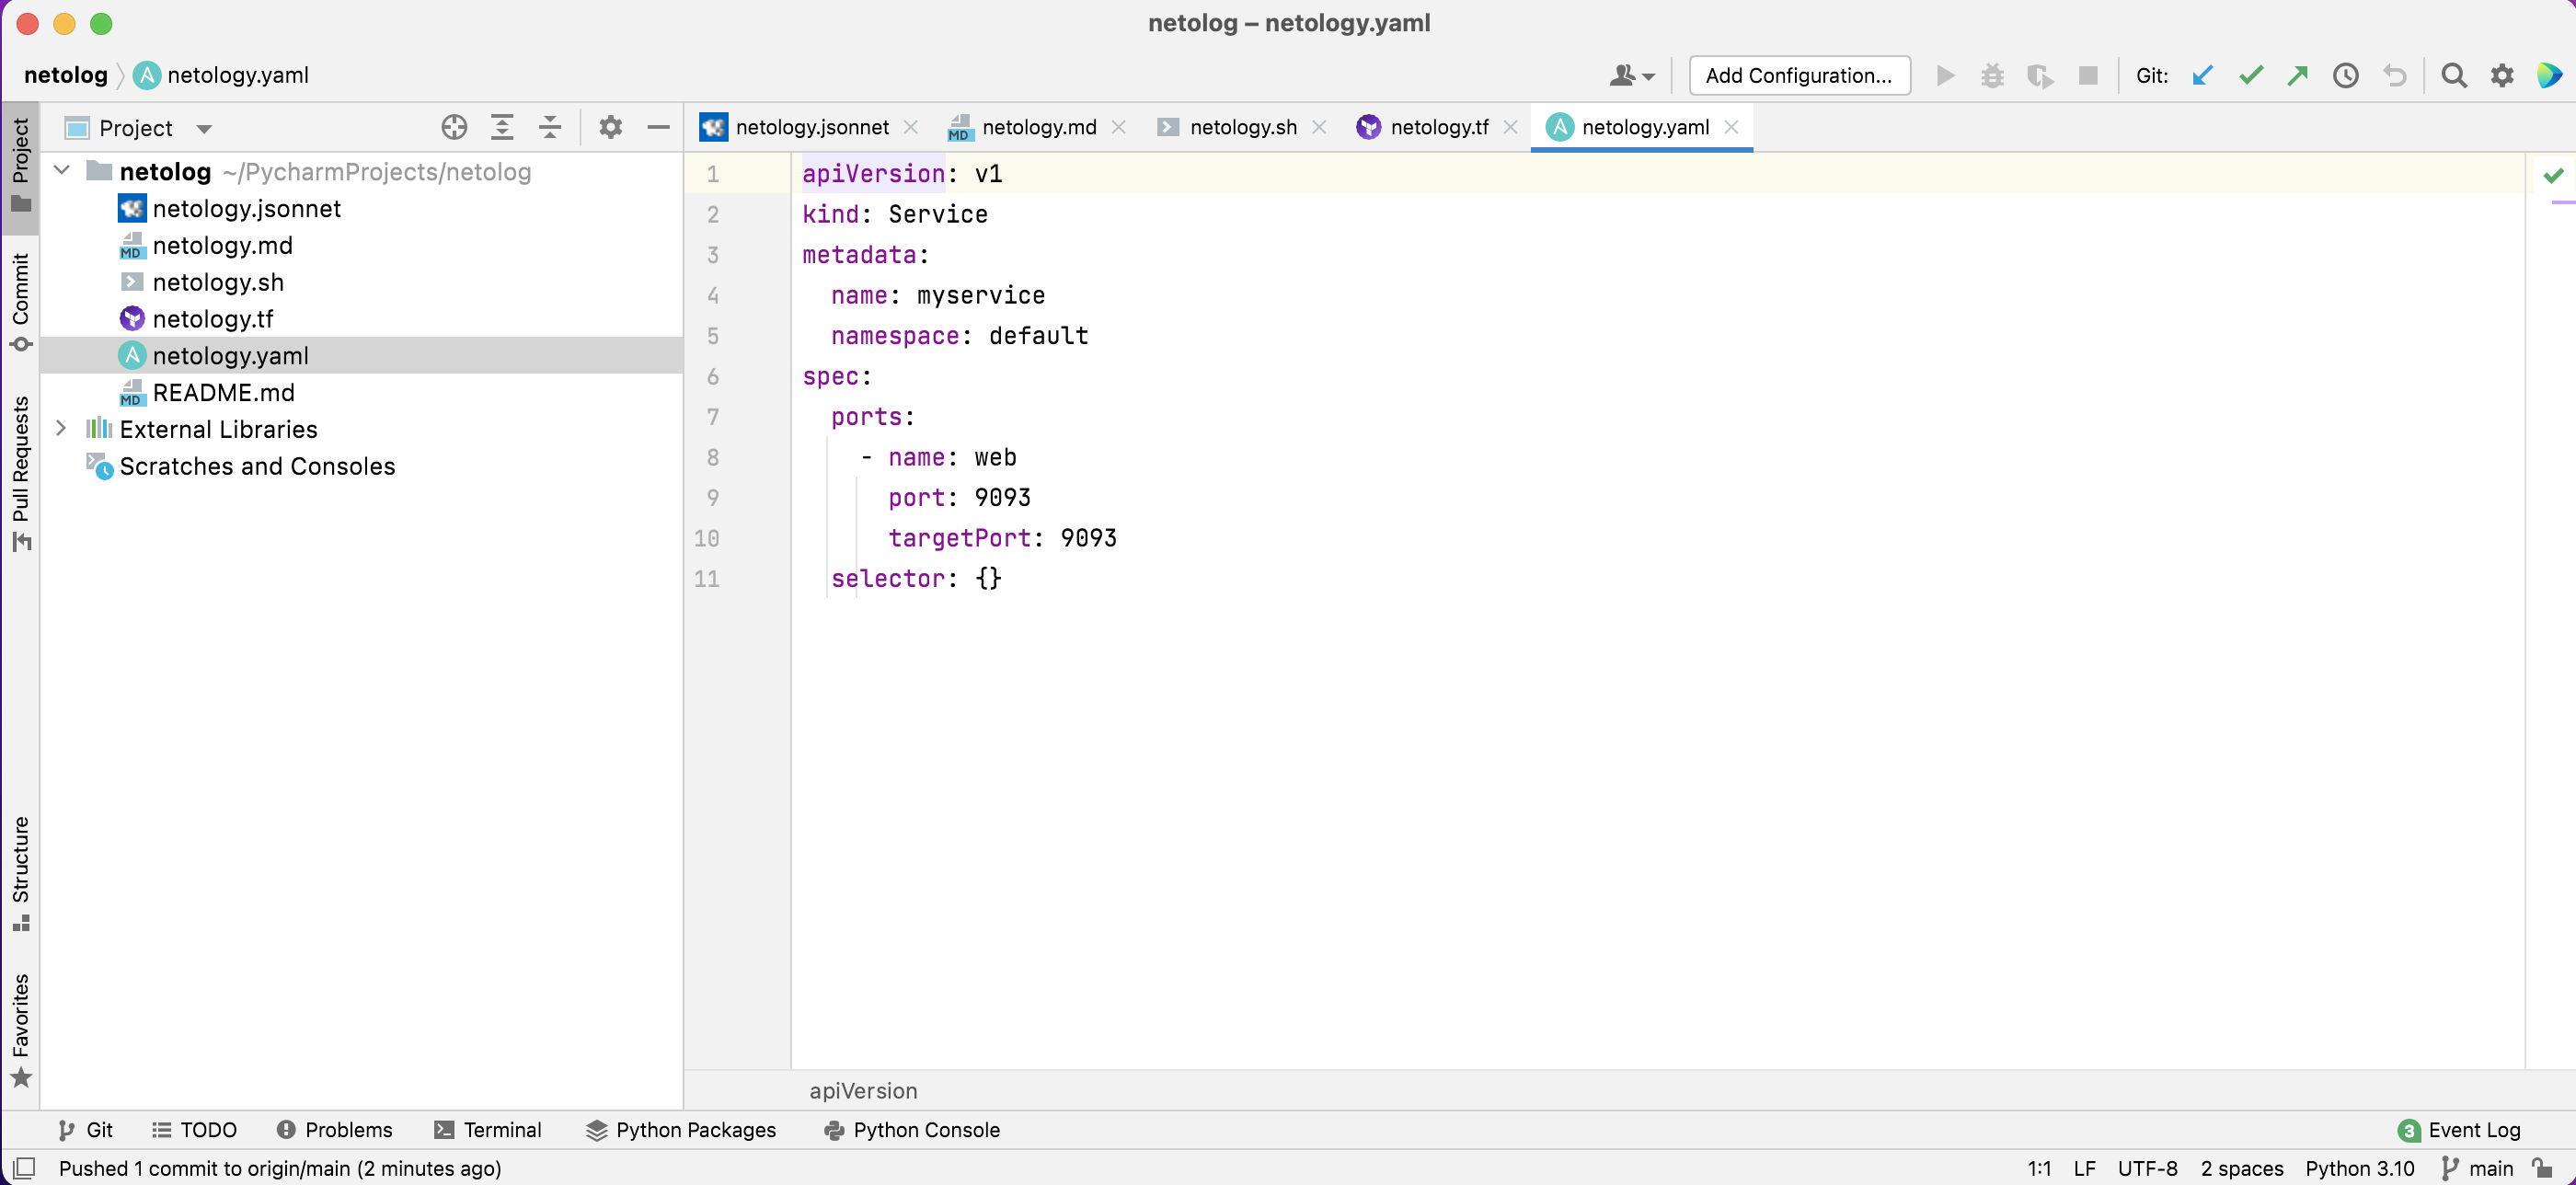 netolog – netology.yaml
netolog netology.yaml
Add Configuration... Git:
Project
netology.jsonnet netology.md netology.sh netology.tf netology.yaml
Project
Commit
Pull Requests
Structure
Favorites
netolog ~/PycharmProjects/netolog
netology.jsonnet
MD netology.md
netology.sh
netology.tf
A netology.yaml
MD README.md
External Libraries
Scratches and Consoles
1 apiVersion: v1
2 kind: Service
3 metadata:
4   name: myservice
5   namespace: default
6 spec:
7   ports:
8     - name: web
9       port: 9093
10       targetPort: 9093
11   selector: {}
apiVersion
Git TODO Problems Terminal Python Packages Python Console 3 Event Log
Pushed 1 commit to origin/main (2 minutes ago) 1:1 LF UTF-8 2 spaces Python 3.10 main